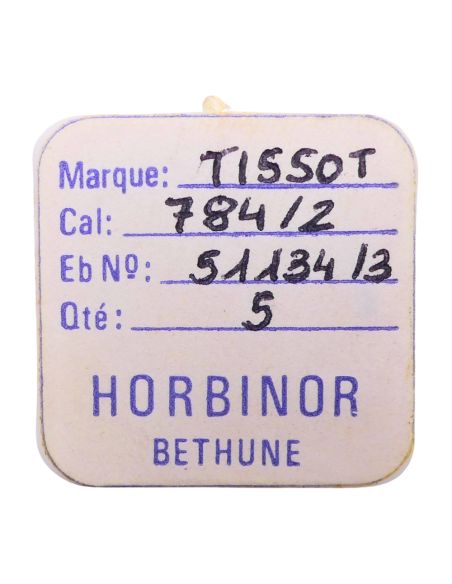 Marque: TISSOT
Cal: 784/2
Eb Nº: 51134/3
Qté: 5
HORBINOR
BETHUNE